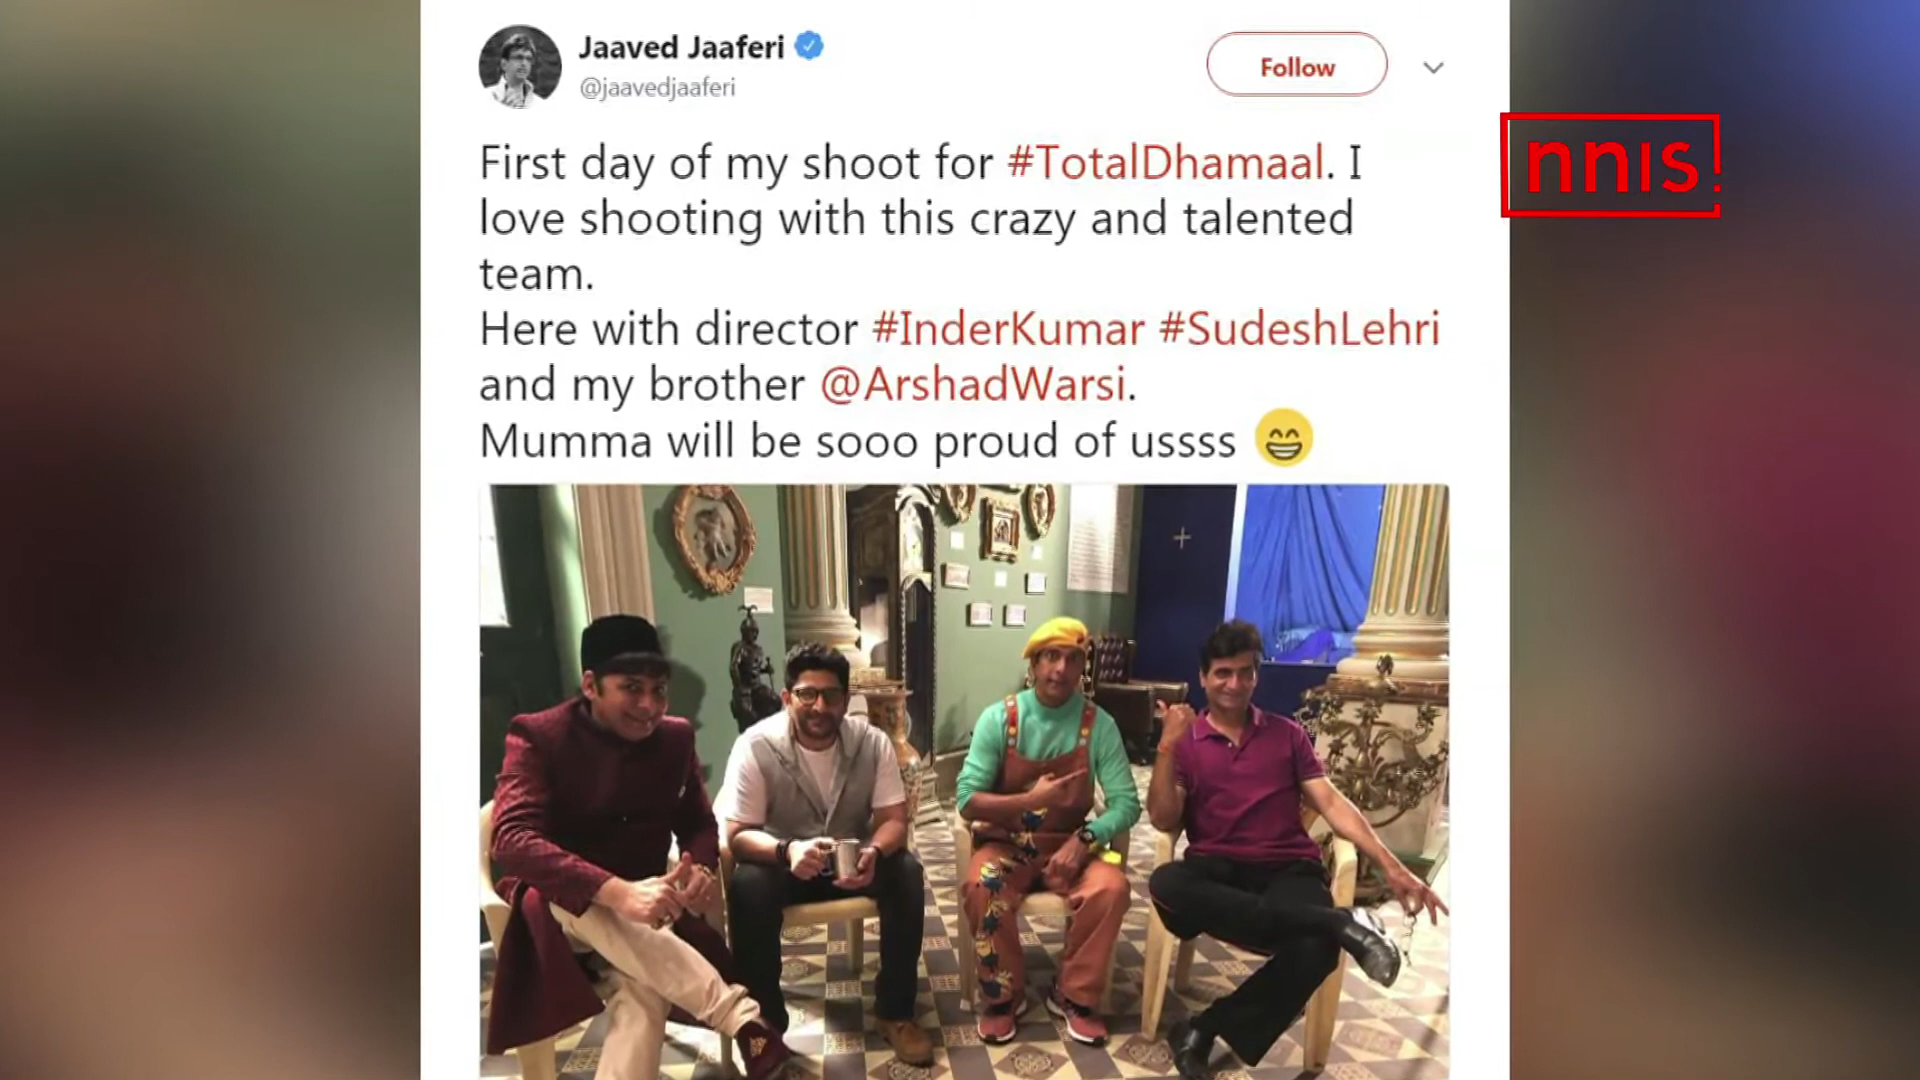 Jaaved Jaaferi
@jaavedjaaferi
Follow
nnis
First day of my shoot for #TotalDhamaal. I
love shooting with this crazy and talented
team.
Here with director #InderKumar #SudeshLehri
and my brother @ArshadWarsi.
Mumma will be sooo proud of ussss 😁